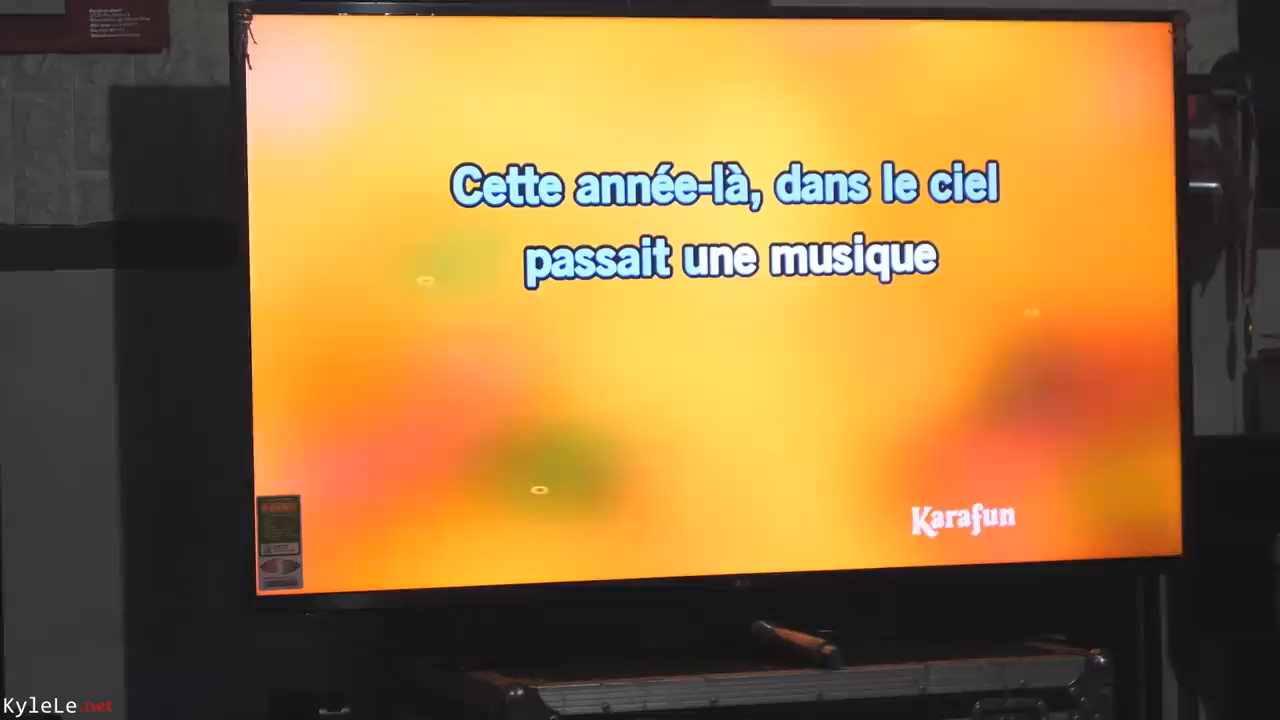 Cette année-là, dans le ciel
passait une musique
Karafun
KyleLe.net